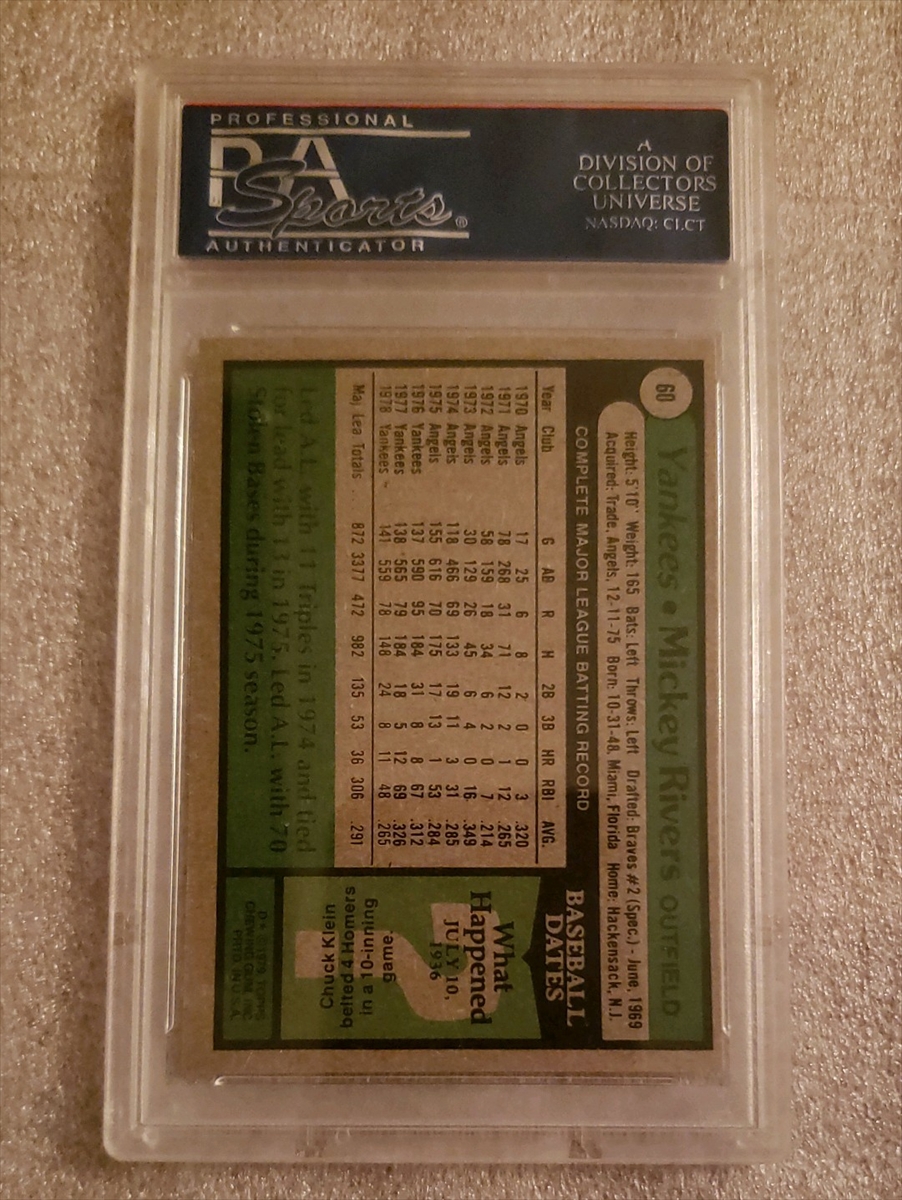 PROFESSIONAL
PSA
Sports®
AUTHENTICATOR
A
DIVISION OF
COLLECTORS
UNIVERSE
NASDAQ: CLCT
60
Yankees • Mickey Rivers OUTFIELD
Height: 5'10" Weight: 165 Bats: Left Throws: Left Drafted: Braves #2 (Spec.) - June, 1969
Acquired: Trade, Angels, 12-11-75 Born: 10-31-48, Miami, Florida Home: Hackensack, N.J.
COMPLETE MAJOR LEAGUE BATTING RECORD
Year Club G AB R H 2B 3B HR RBI AVG.
1970 Angels 17 25 6 8 2 0 0 3 .320
1971 Angels 78 268 31 71 12 2 1 12 .265
1972 Angels 58 159 18 34 6 2 0 7 .214
1973 Angels 30 129 26 45 6 4 0 16 .349
1974 Angels 118 466 69 133 19 11 3 31 .285
1975 Angels 155 616 70 175 17 13 1 53 .284
1976 Yankees 137 590 95 184 31 8 8 67 .312
1977 Yankees 138 565 79 184 18 5 12 69 .326
1978 Yankees 141 559 78 148 24 8 11 48 .265
Maj. Lea. Totals ... 872 3377 472 982 135 53 36 306 .291
Led A.L. with 11 Triples in 1974 and tied
for lead with 13 in 1975. Led A.L. with 70
Stolen Bases during 1975 season.
BASEBALL
DATES
What
Happened
JULY 10,
1936
?
Chuck Klein
belted 4 Homers
in a 10-inning
game.
D* © 1979 TOPPS
CHEWING GUM, INC.
PRTD. IN U.S.A.